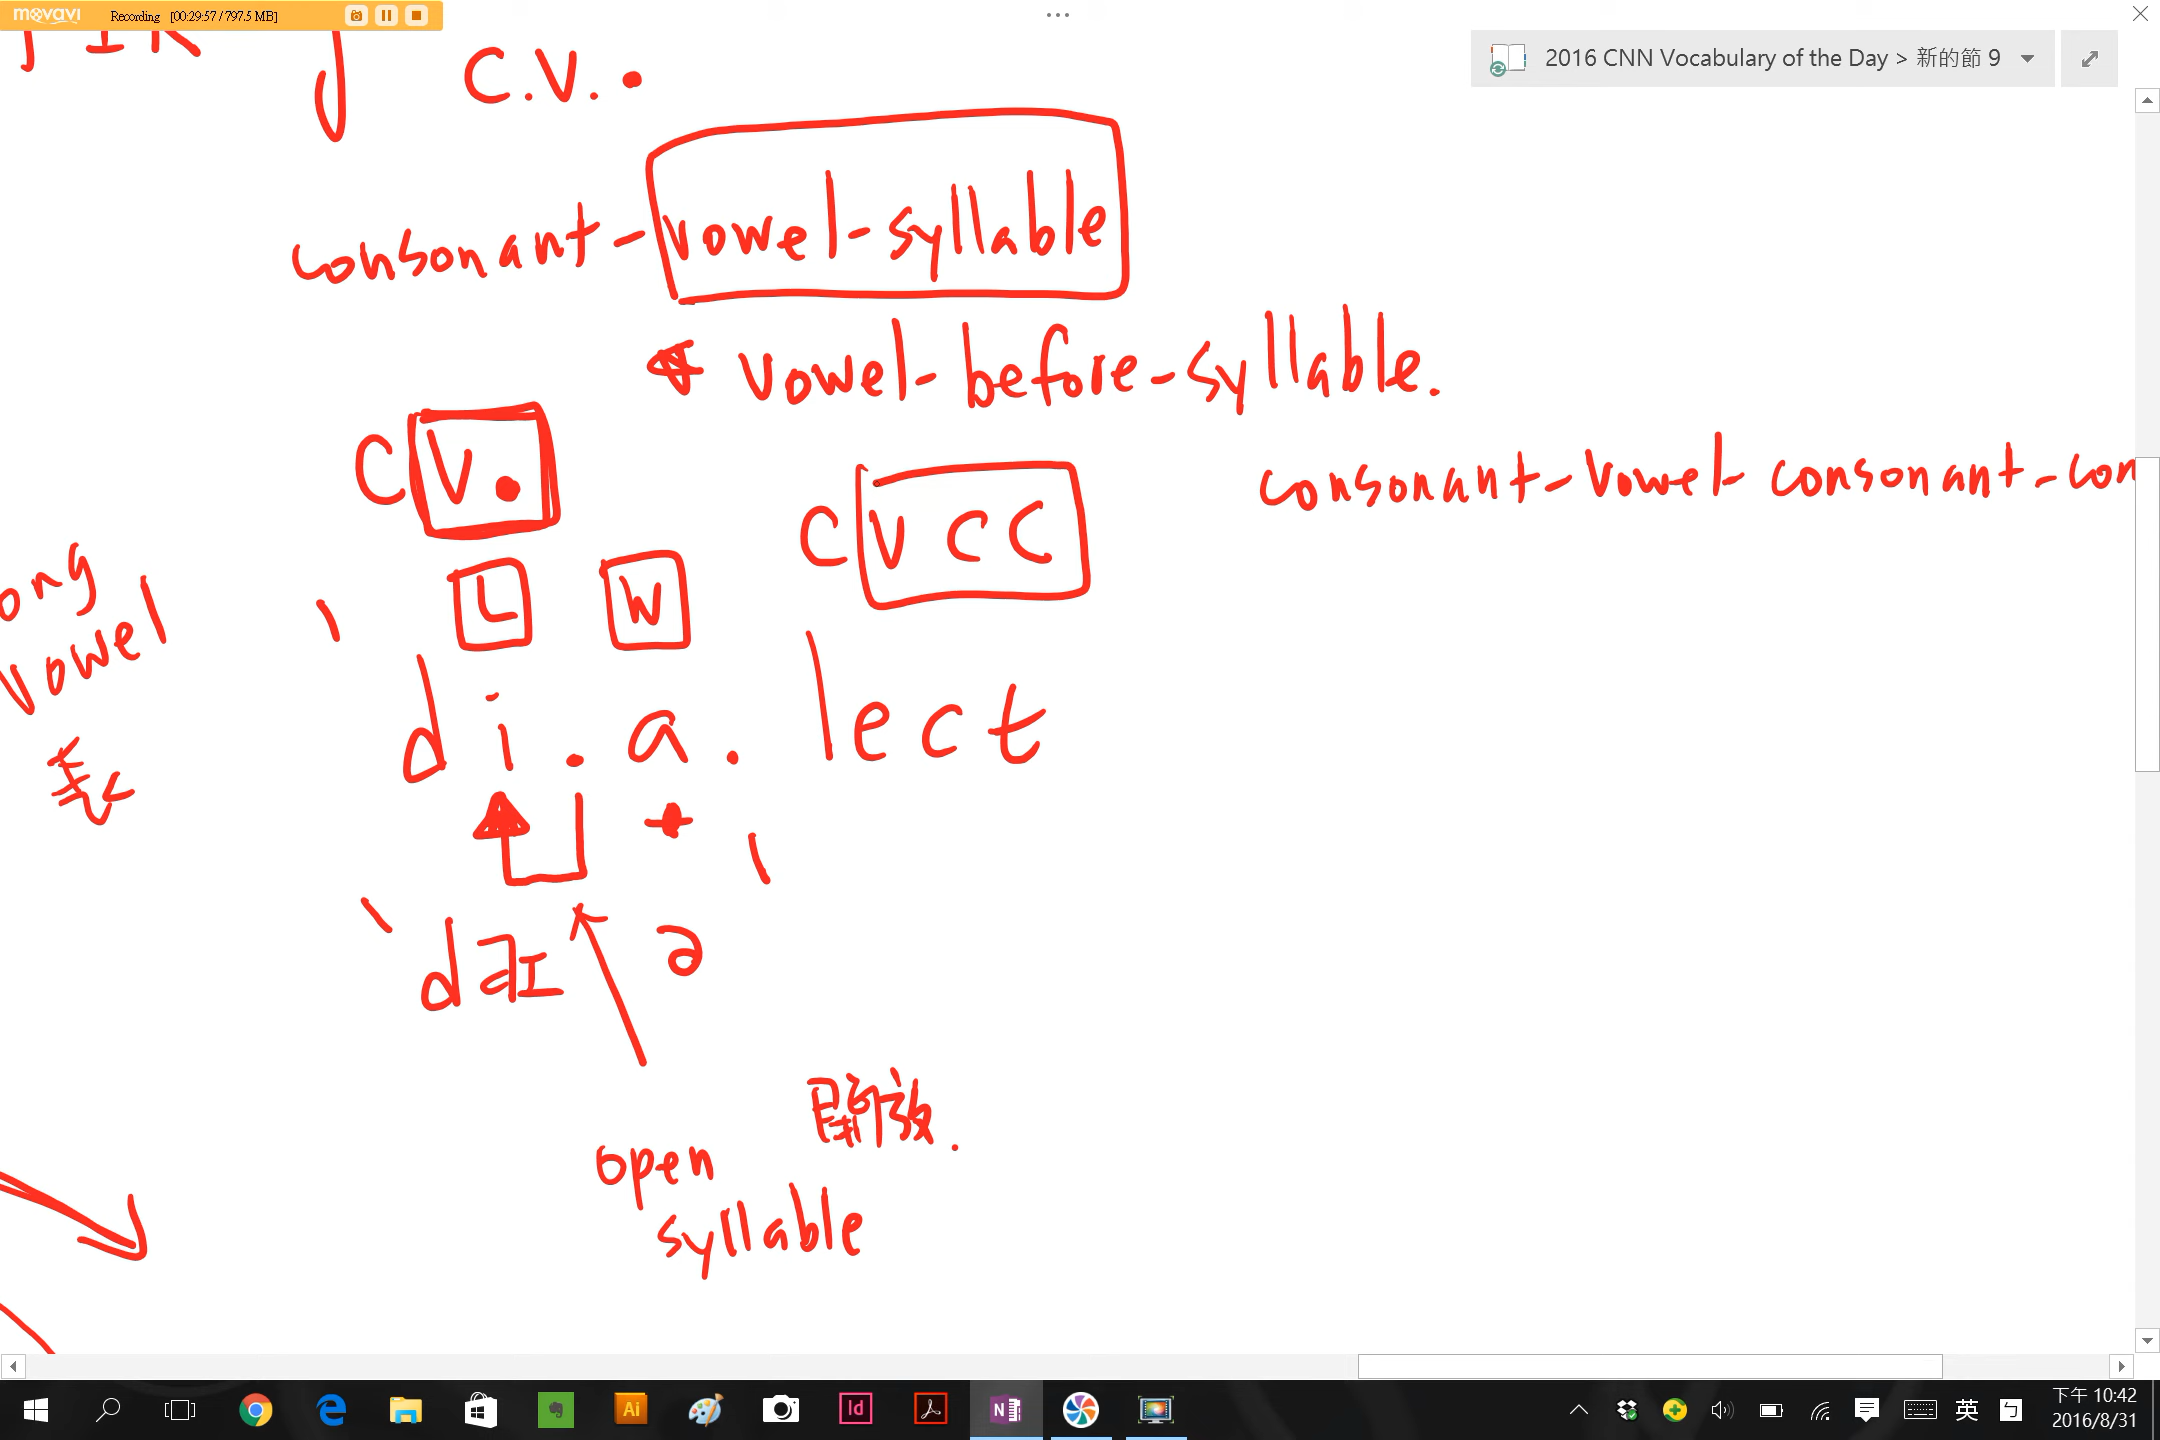 movavi Recording [00:29:57 / 797.5 MB]
2016 CNN Vocabulary of the Day > 新的節 9
C.V.
consonant-vowel-syllable
vowel-before-syllable.
CV.
CVCC
consonant-vowel-consonant-con
ong
vowel
L W
di.a.lect
長
daI ə
開放.
open
syllable
下午 10:42
英
2016/8/31